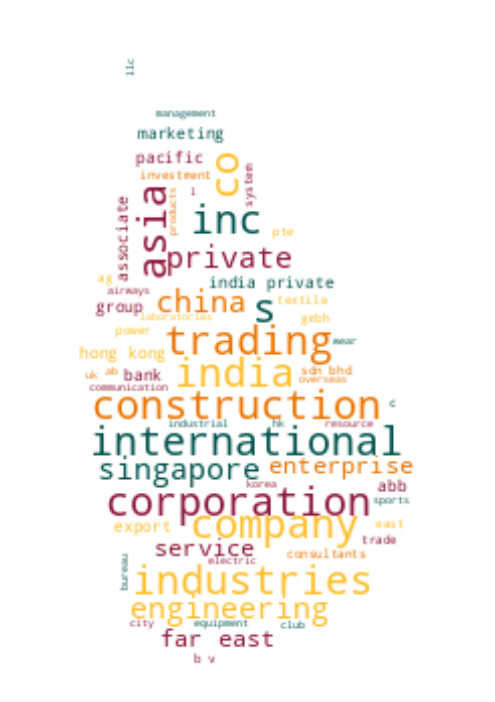 llc
management
marketing
pacific
co
investment
system
l
asia
products
associate
inc
pte
private
ag
india private
airways
group
china
s
textile
laboratories
gmbh
power
trading
wear
hong kong
india
sdn bhd
uk
ab
bank
overseas
communication
construction
c
industrial
hk
resource
international
singapore
enterprise
korea
abb
corporation
sports
company
export
east
service
trade
consultants
electric
bureau
industries
engineering
city
equipment
club
far east
b v